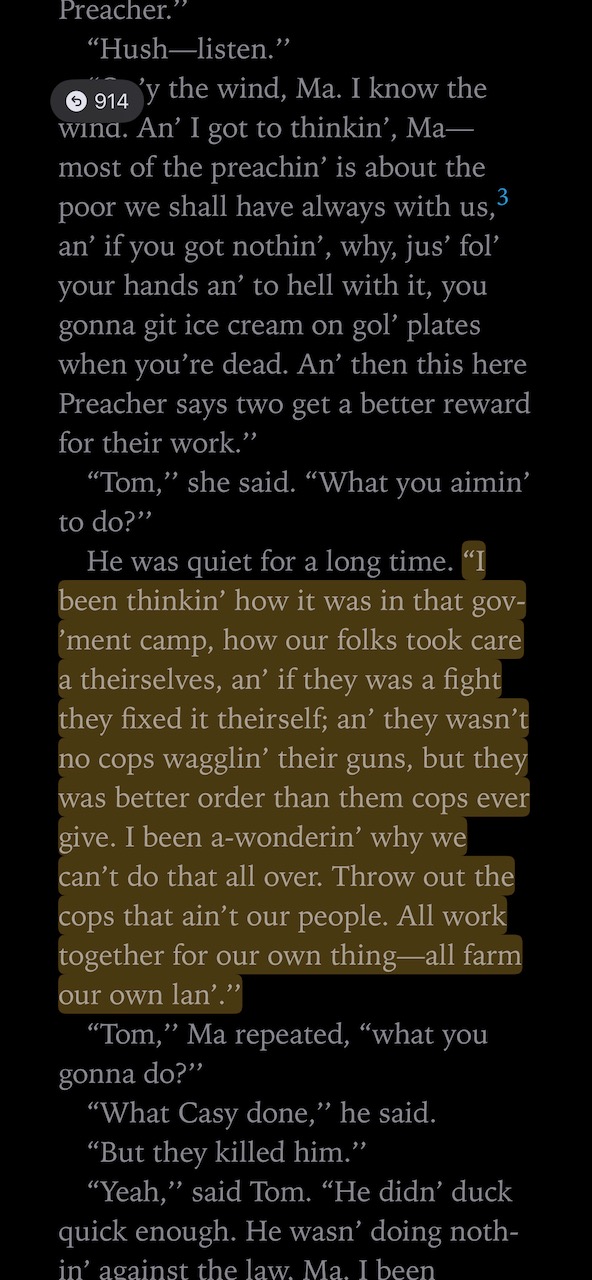 Preacher.’’
“Hush—listen.’’
’y the wind, Ma. I know the
914
wind. An’ I got to thinkin’, Ma—
most of the preachin’ is about the
poor we shall have always with us,3
an’ if you got nothin’, why, jus’ fol’
your hands an’ to hell with it, you
gonna git ice cream on gol’ plates
when you’re dead. An’ then this here
Preacher says two get a better reward
for their work.’’
“Tom,’’ she said. “What you aimin’
to do?’’
He was quiet for a long time. “I
been thinkin’ how it was in that gov-
’ment camp, how our folks took care
a theirselves, an’ if they was a fight
they fixed it theirself; an’ they wasn’t
no cops wagglin’ their guns, but they
was better order than them cops ever
give. I been a-wonderin’ why we
can’t do that all over. Throw out the
cops that ain’t our people. All work
together for our own thing—all farm
our own lan’.’’
“Tom,’’ Ma repeated, “what you
gonna do?’’
“What Casy done,’’ he said.
“But they killed him.’’
“Yeah,’’ said Tom. “He didn’ duck
quick enough. He wasn’ doing noth-
in’ against the law, Ma. I been